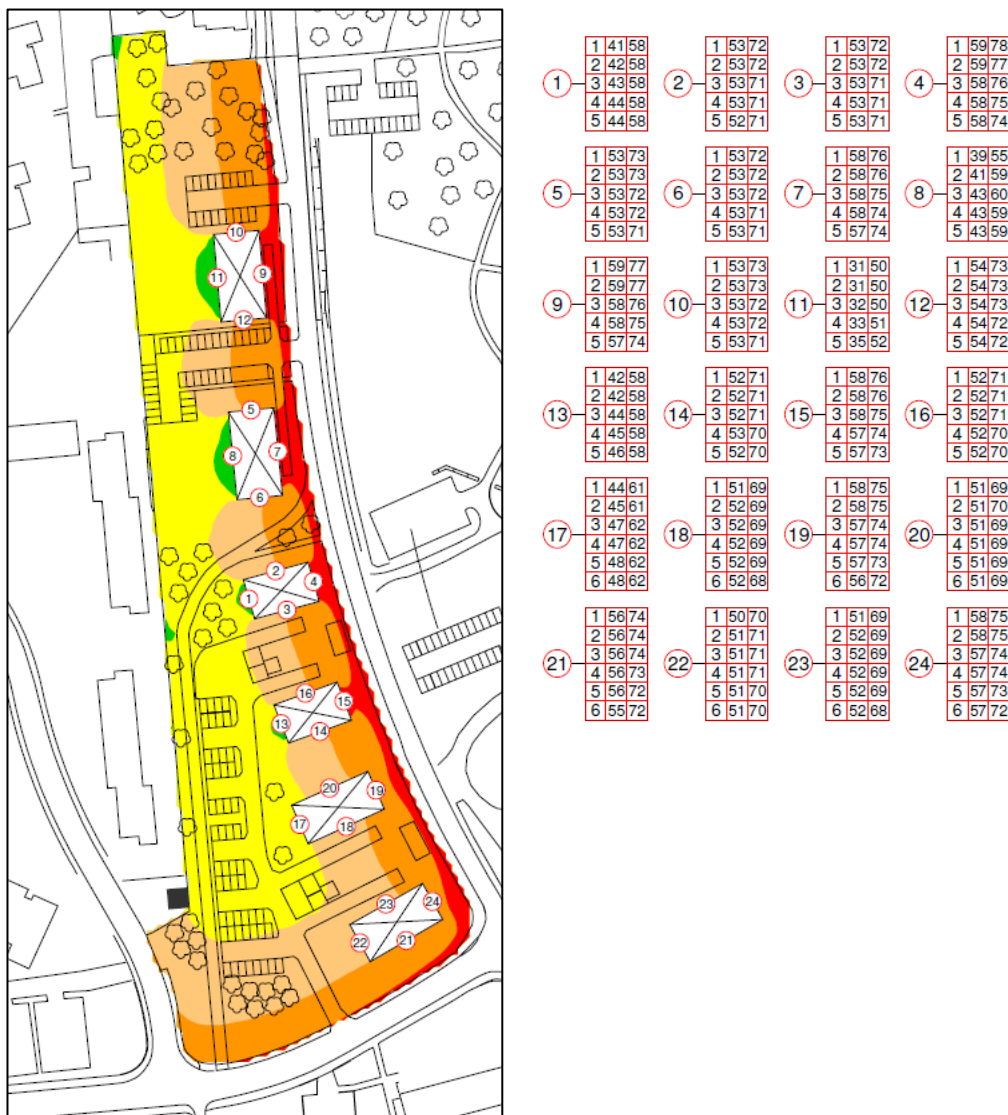 10
11
9
12
5
8
7
6
2
4
1
3
16
15
13
14
20
19
17
18
23
24
22
21
1
1 41 58
2 42 58
3 43 58
4 44 58
5 44 58
2
1 53 72
2 53 72
3 53 71
4 53 71
5 52 71
3
1 53 72
2 53 72
3 53 71
4 53 71
5 53 71
4
1 59 78
2 59 77
3 58 76
4 58 75
5 58 74
5
1 53 73
2 53 73
3 53 72
4 53 72
5 53 71
6
1 53 72
2 53 72
3 53 72
4 53 71
5 53 71
7
1 58 76
2 58 76
3 58 75
4 58 74
5 57 74
8
1 39 55
2 41 59
3 43 60
4 43 59
5 43 59
9
1 59 77
2 59 77
3 58 76
4 58 75
5 57 74
10
1 53 73
2 53 73
3 53 72
4 53 72
5 53 71
11
1 31 50
2 31 50
3 32 50
4 33 51
5 35 52
12
1 54 73
2 54 73
3 54 73
4 54 72
5 54 72
13
1 42 58
2 42 58
3 44 58
4 45 58
5 46 58
14
1 52 71
2 52 71
3 52 71
4 53 70
5 52 70
15
1 58 76
2 58 76
3 58 75
4 57 74
5 57 73
16
1 52 71
2 52 71
3 52 71
4 52 70
5 52 70
17
1 44 61
2 45 61
3 47 62
4 47 62
5 48 62
6 48 62
18
1 51 69
2 52 69
3 52 69
4 52 69
5 52 69
6 52 68
19
1 58 75
2 58 75
3 57 74
4 57 74
5 57 73
6 56 72
20
1 51 69
2 51 70
3 51 69
4 51 69
5 51 69
6 51 69
21
1 56 74
2 56 74
3 56 74
4 56 73
5 56 72
6 55 72
22
1 50 70
2 51 71
3 51 71
4 51 71
5 51 70
6 51 70
23
1 51 69
2 52 69
3 52 69
4 52 69
5 52 69
6 52 68
24
1 58 75
2 58 75
3 57 74
4 57 74
5 57 73
6 57 72